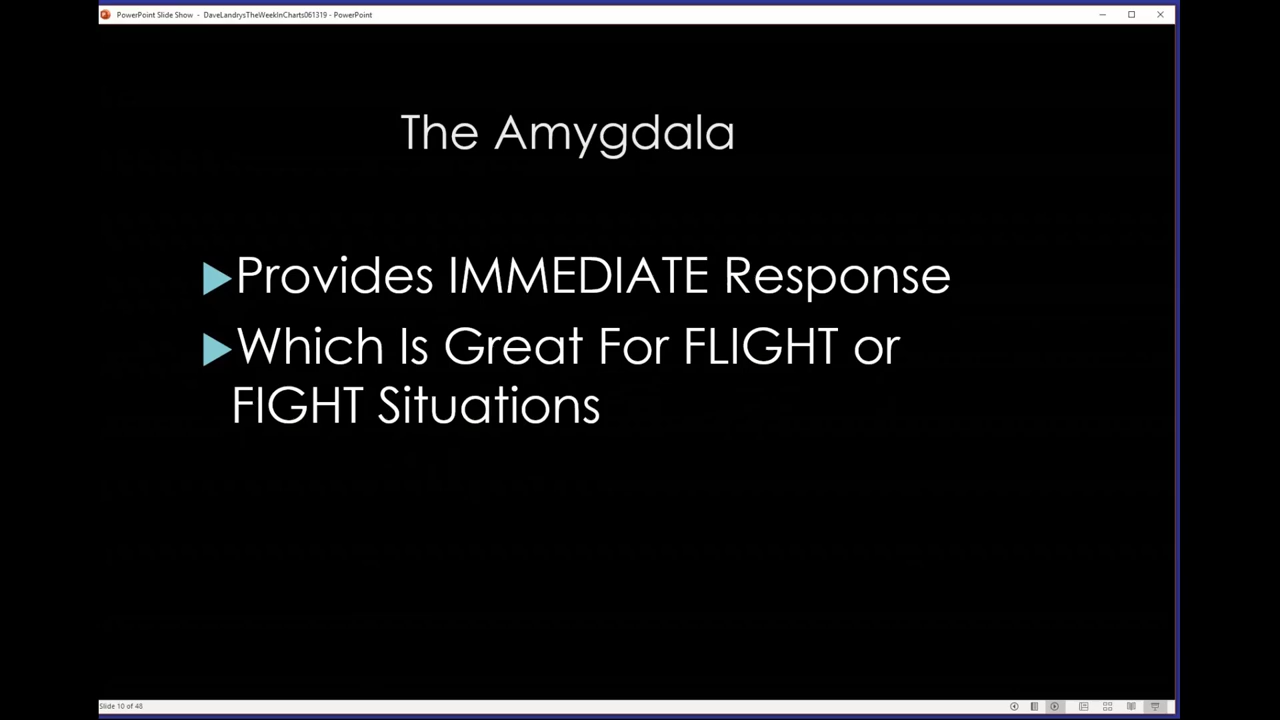 PowerPoint Slide Show - DaveLandrysTheWeekInCharts061319 - PowerPoint
The Amygdala
Provides IMMEDIATE Response
Which Is Great For FLIGHT or
FIGHT Situations
Slide 10 of 48